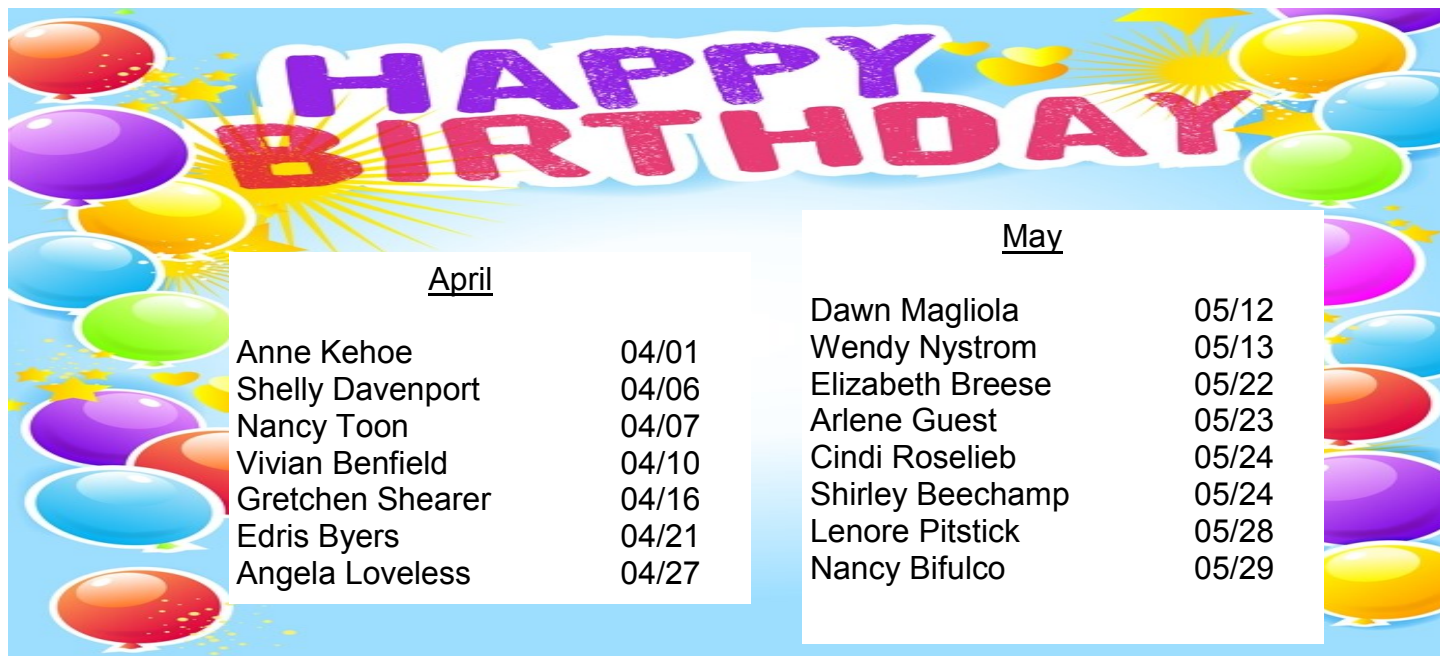 HAPPY
BIRTHDAY
April
Anne Kehoe 04/01
Shelly Davenport 04/06
Nancy Toon 04/07
Vivian Benfield 04/10
Gretchen Shearer 04/16
Edris Byers 04/21
Angela Loveless 04/27
May
Dawn Magliola 05/12
Wendy Nystrom 05/13
Elizabeth Breese 05/22
Arlene Guest 05/23
Cindi Roselieb 05/24
Shirley Beechamp 05/24
Lenore Pitstick 05/28
Nancy Bifulco 05/29